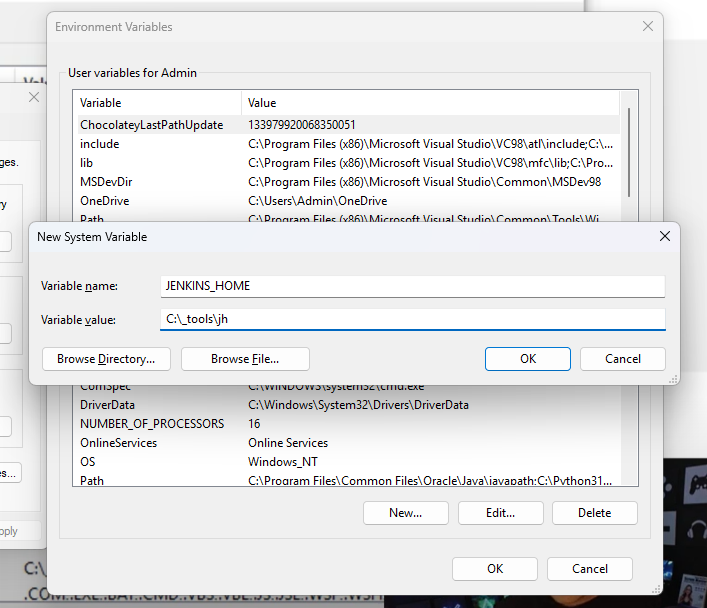 Environment Variables
User variables for Admin
Variable Value
ChocolateyLastPathUpdate 133979920068350051
include C:\Program Files (x86)\Microsoft Visual Studio\VC98\atl\include;C:\...
lib C:\Program Files (x86)\Microsoft Visual Studio\VC98\mfc\lib;C:\Pro...
MSDevDir C:\Program Files (x86)\Microsoft Visual Studio\Common\MSDev98
OneDrive C:\Users\Admin\OneDrive
Path C:\Program Files (x86)\Microsoft Visual Studio\Common\Tools\Wi...
ges.
ry
New System Variable
Variable name: JENKINS_HOME
Variable value: C:\_tools\jh
Browse Directory... Browse File... OK Cancel
ComSpec C:\WINDOWS\system32\cmd.exe
DriverData C:\Windows\System32\Drivers\DriverData
NUMBER_OF_PROCESSORS 16
OnlineServices Online Services
OS Windows_NT
Path C:\Program Files\Common Files\Oracle\Java\javapath;C:\Python31...
es...
New... Edit... Delete
pply
OK Cancel
C:\